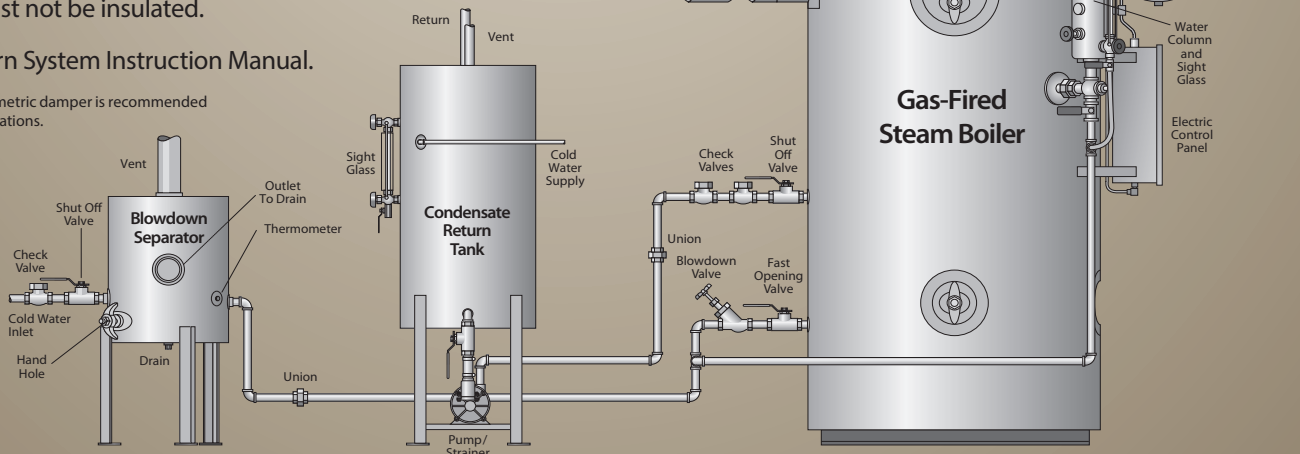 st not be insulated.
rn System Instruction Manual.
metric damper is recommended
ations.
Return
Vent
Water
Column
and
Sight
Glass
Gas-Fired
Steam Boiler
Electric
Control
Panel
Vent
Sight
Glass
Cold
Water
Supply
Check
Valves
Shut
Off
Valve
Outlet
To Drain
Shut Off
Valve
Blowdown
Separator
Thermometer
Condensate
Return
Tank
Check
Valve
Union
Blowdown
Valve
Fast
Opening
Valve
Cold Water
Inlet
Hand
Hole
Drain
Union
Pump/
Strainer